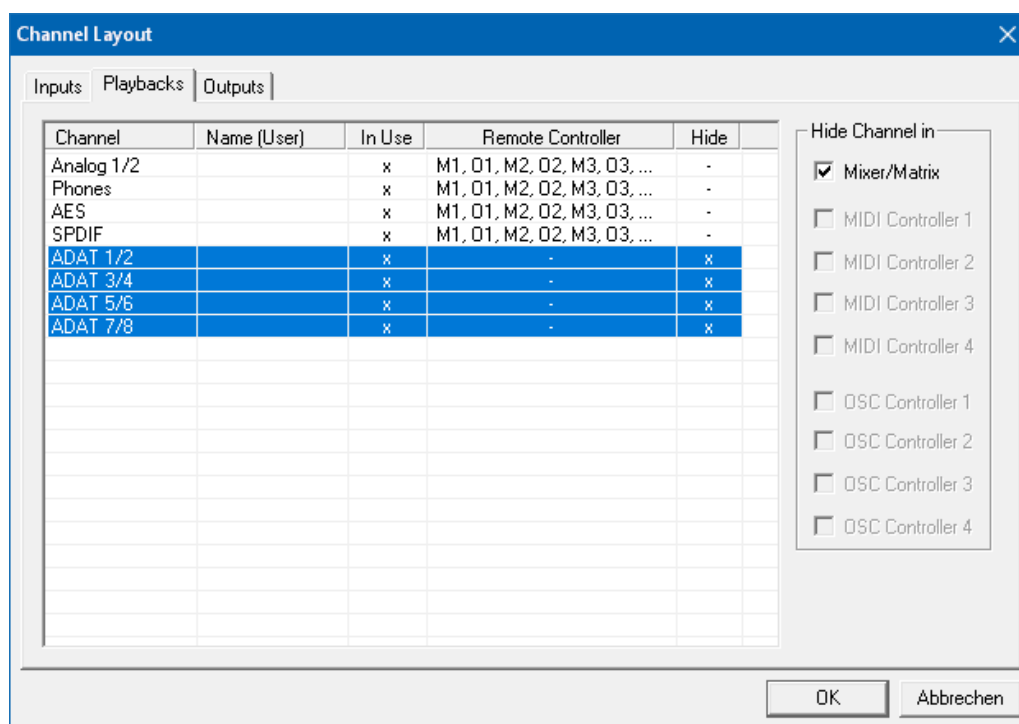 Channel Layout
Inputs Playbacks Outputs
Channel Name (User) In Use Remote Controller Hide
Analog 1/2 x M1, O1, M2, O2, M3, O3, ... -
Phones x M1, O1, M2, O2, M3, O3, ... -
AES x M1, O1, M2, O2, M3, O3, ... -
SPDIF x M1, O1, M2, O2, M3, O3, ... -
ADAT 1/2 x - x
ADAT 3/4 x - x
ADAT 5/6 x - x
ADAT 7/8 x - x
Hide Channel in
Mixer/Matrix
MIDI Controller 1
MIDI Controller 2
MIDI Controller 3
MIDI Controller 4
OSC Controller 1
OSC Controller 2
OSC Controller 3
OSC Controller 4
OK Abbrechen